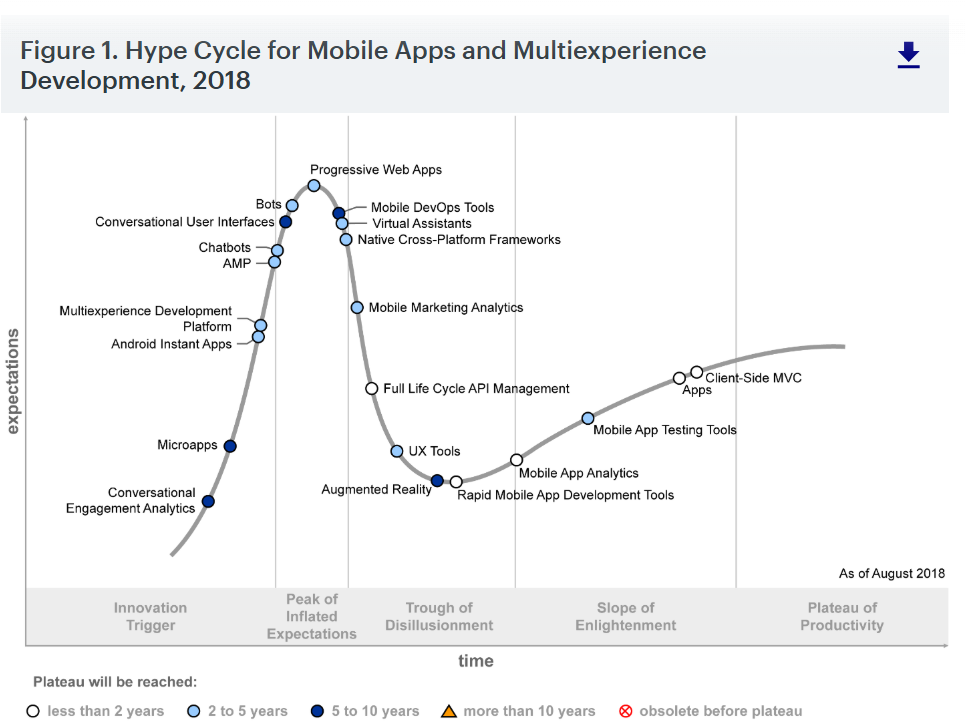 Figure 1. Hype Cycle for Mobile Apps and Multiexperience
Development, 2018
expectations
Progressive Web Apps
Bots
Conversational User Interfaces
Chatbots
AMP
Multiexperience Development
Platform
Android Instant Apps
Microapps
Conversational
Engagement Analytics
Mobile DevOps Tools
Virtual Assistants
Native Cross-Platform Frameworks
Mobile Marketing Analytics
Full Life Cycle API Management
UX Tools
Augmented Reality
Rapid Mobile App Development Tools
Mobile App Analytics
Mobile App Testing Tools
Apps
Client-Side MVC
As of August 2018
Innovation
Trigger
Peak of
Inflated
Expectations
Trough of
Disillusionment
Slope of
Enlightenment
Plateau of
Productivity
time
Plateau will be reached:
less than 2 years
2 to 5 years
5 to 10 years
more than 10 years
obsolete before plateau